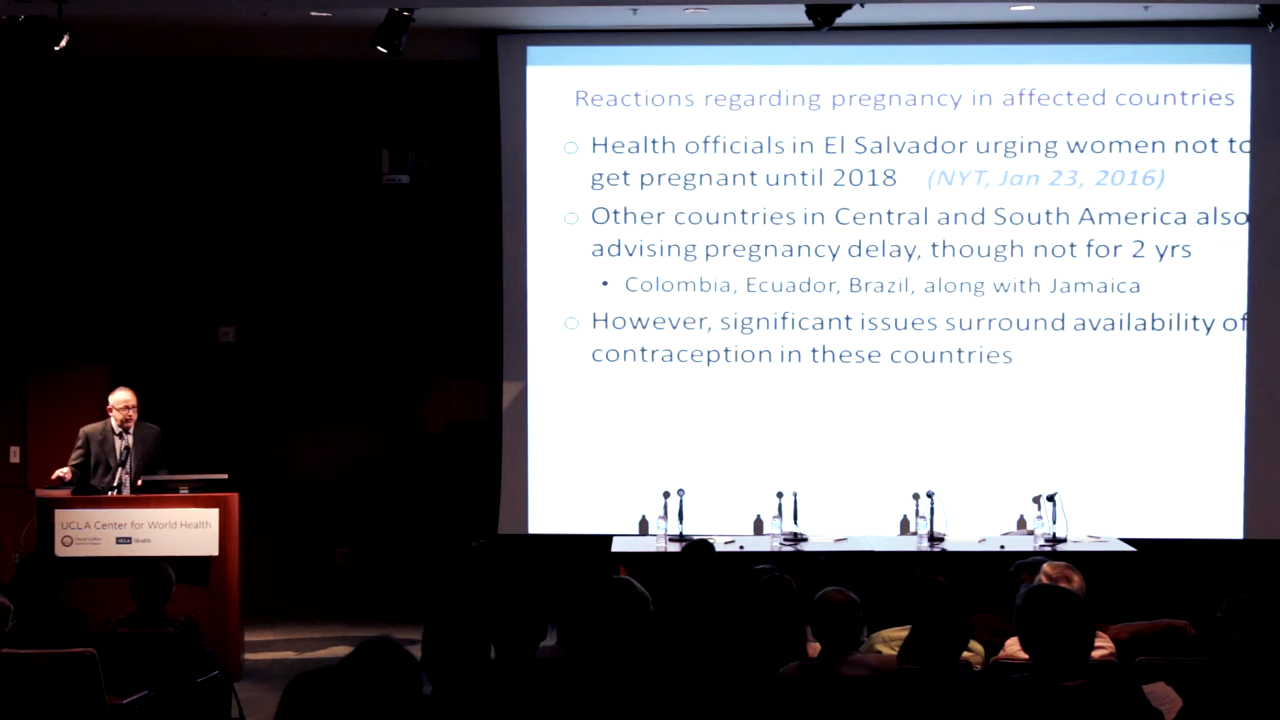 Reactions regarding pregnancy in affected countries
Health officials in El Salvador urging women not to
get pregnant until 2018 (NYT, Jan 23, 2016)
Other countries in Central and South America also
advising pregnancy delay, though not for 2 yrs
• Colombia, Ecuador, Brazil, along with Jamaica
However, significant issues surround availability of
contraception in these countries
UCLA Center for World Health
UCLA Health